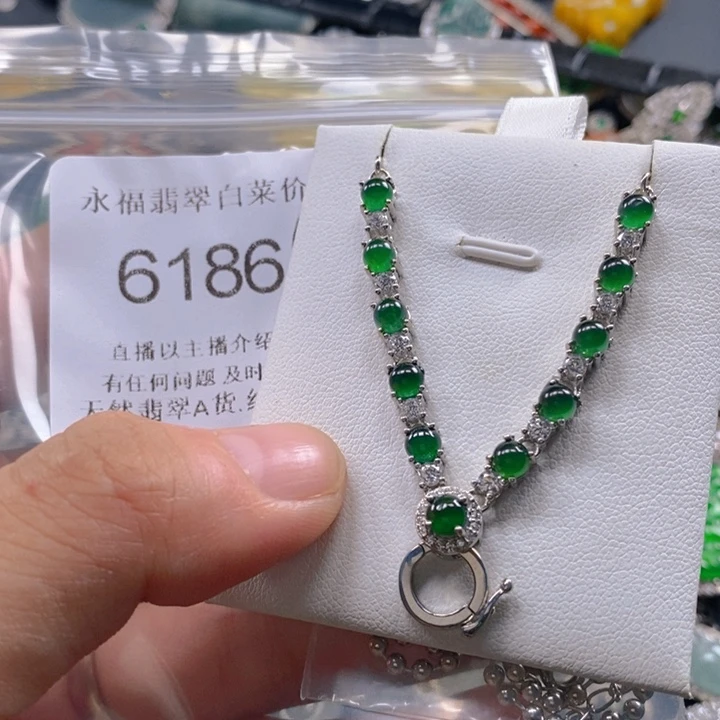 永福翡翠白菜价
6186
直播以主播介绍
有任何问题 及时
天然翡翠A货.